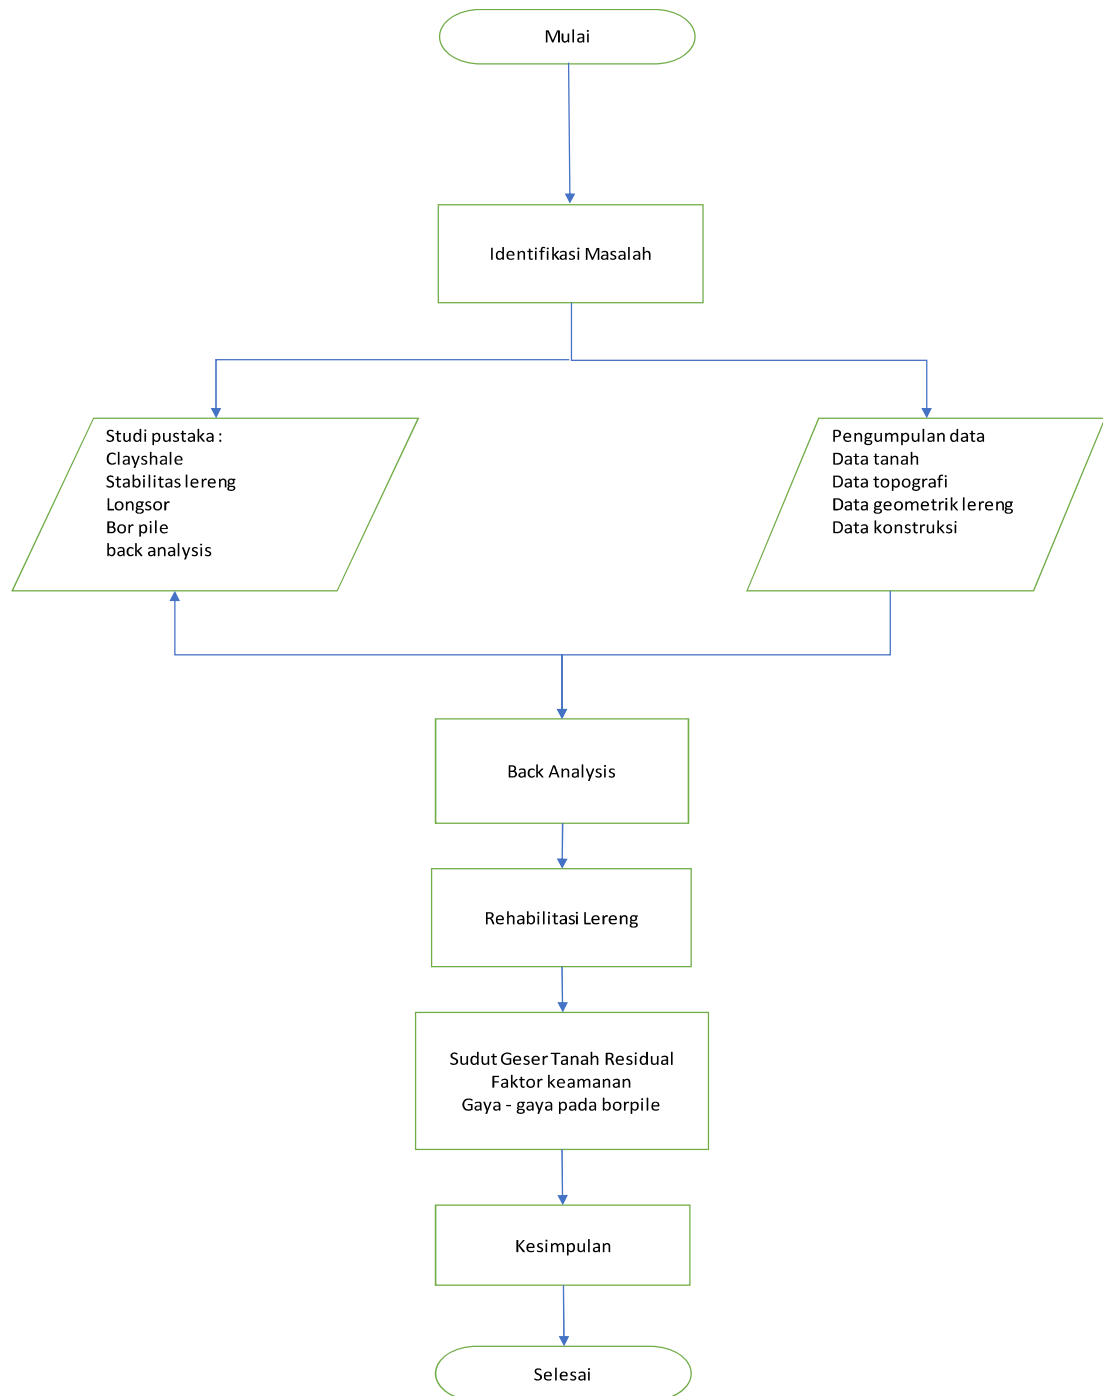 Mulai
Identifikasi Masalah
Studi pustaka :
Clayshale
Stabilitas lereng
Longsor
Bor pile
back analysis
Pengumpulan data
Data tanah
Data topografi
Data geometrik lereng
Data konstruksi
Back Analysis
Rehabilitasi Lereng
Sudut Geser Tanah Residual
Faktor keamanan
Gaya - gaya pada borpile
Kesimpulan
Selesai